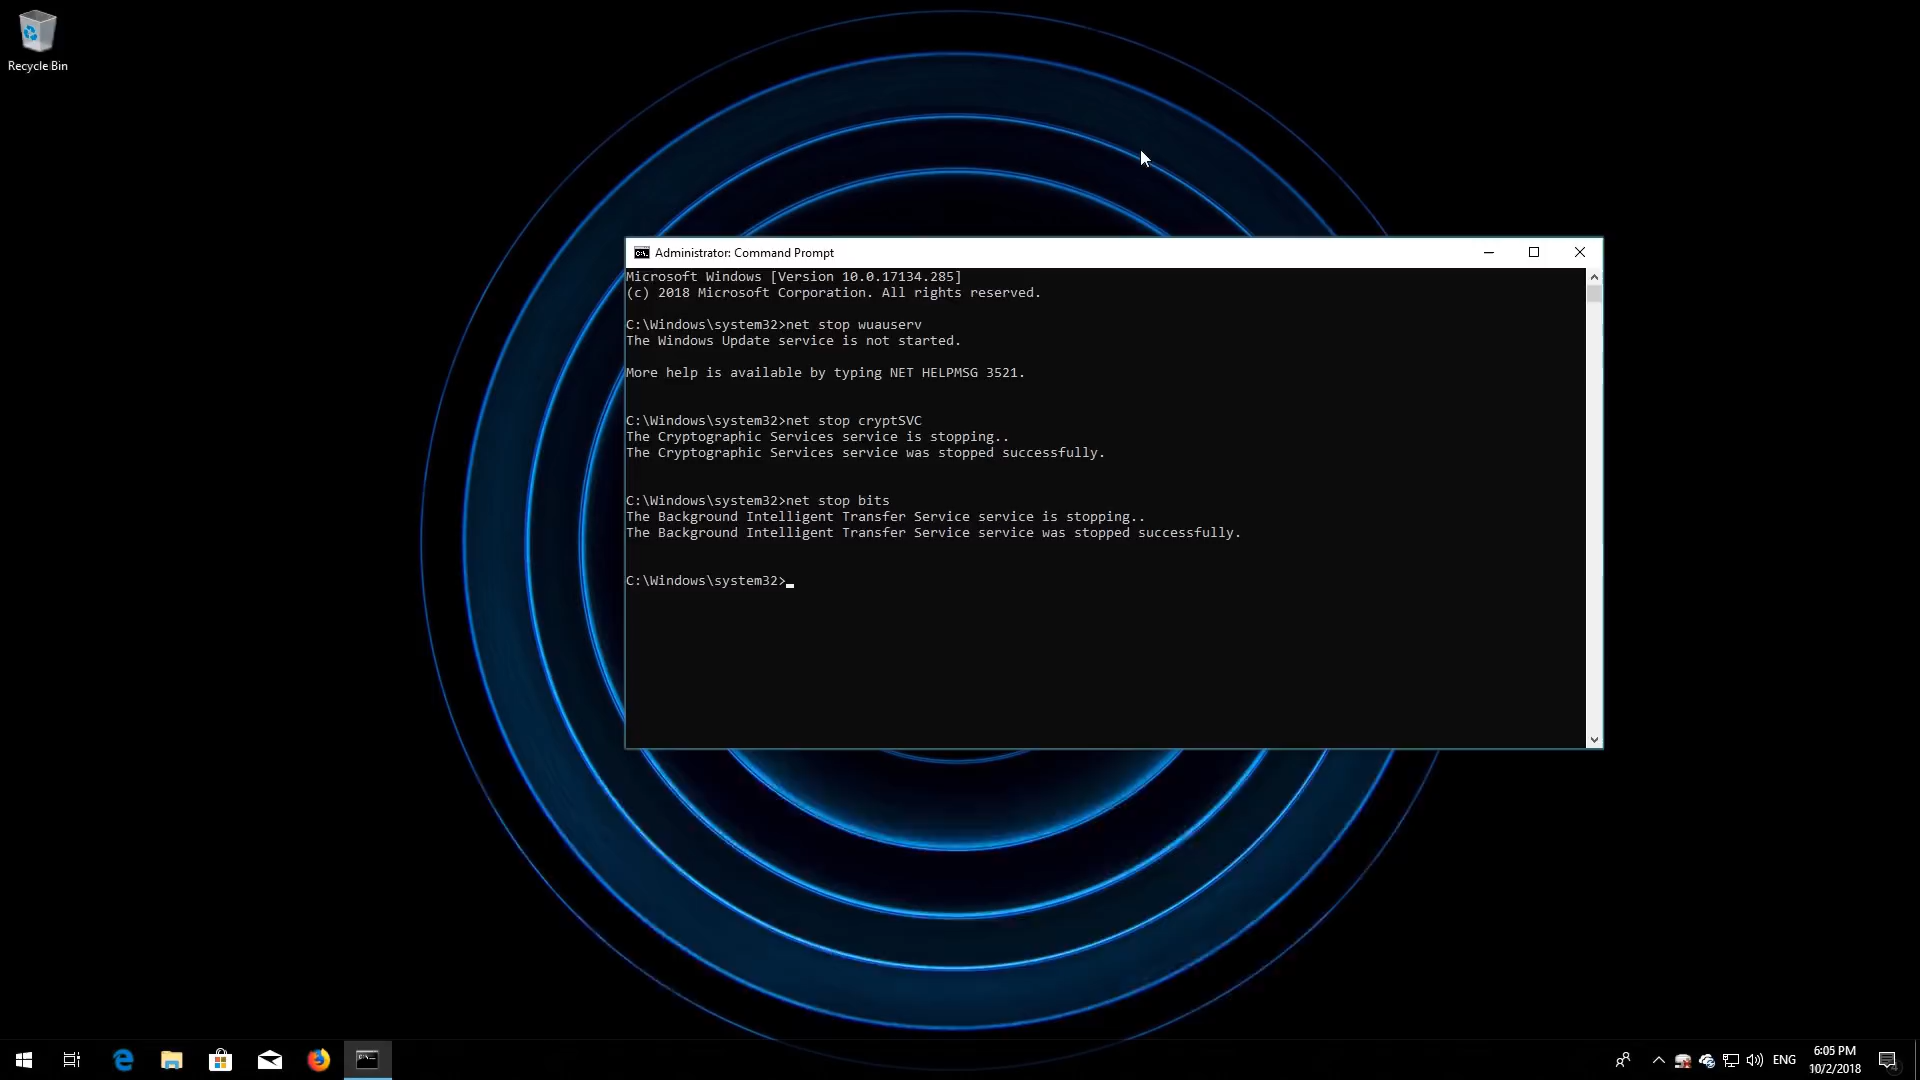 Recycle Bin
Administrator: Command Prompt
Microsoft Windows [Version 10.0.17134.285]
(c) 2018 Microsoft Corporation. All rights reserved.
C:\Windows\system32>net stop wuauserv
The Windows Update service is not started.
More help is available by typing NET HELPMSG 3521.
C:\Windows\system32>net stop cryptSVC
The Cryptographic Services service is stopping..
The Cryptographic Services service was stopped successfully.
C:\Windows\system32>net stop bits
The Background Intelligent Transfer Service service is stopping..
The Background Intelligent Transfer Service service was stopped successfully.
C:\Windows\system32>
ENG
6:05 PM
10/2/2018